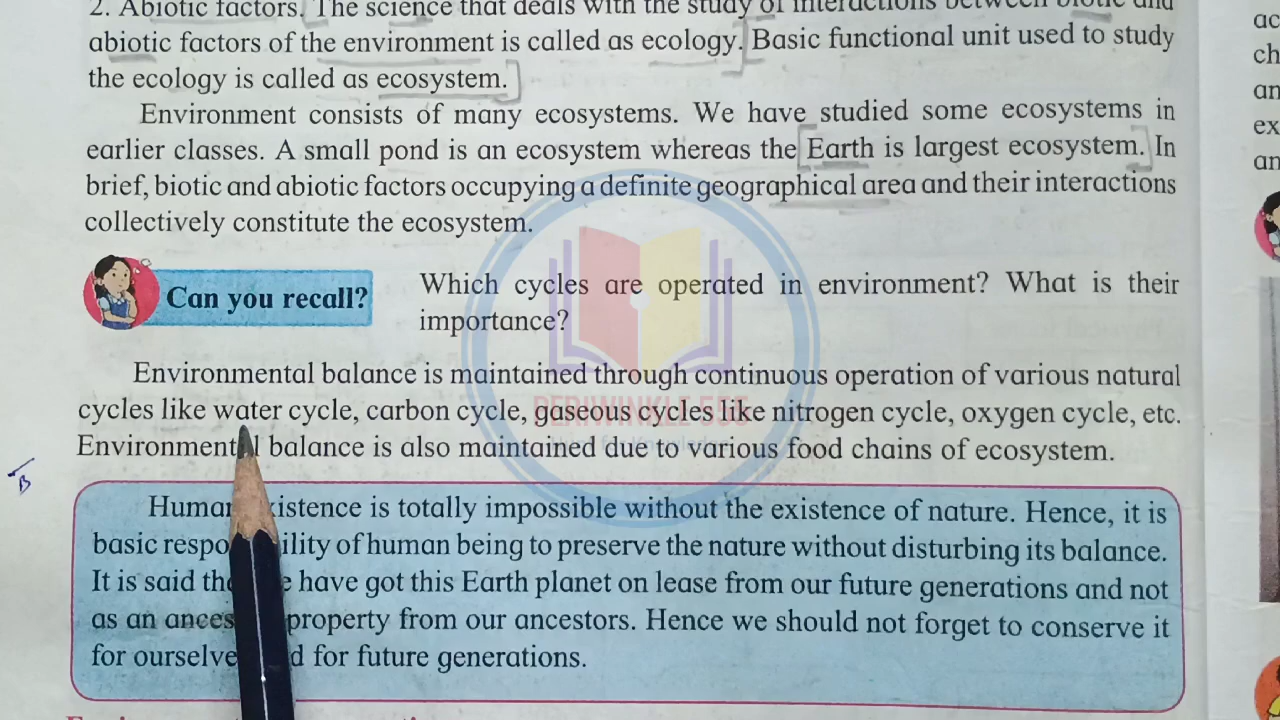 2. Abiotic factors. The science that deals with the study of interactions between biotic and
abiotic factors of the environment is called as ecology. Basic functional unit used to study
the ecology is called as ecosystem.
Environment consists of many ecosystems. We have studied some ecosystems in
earlier classes. A small pond is an ecosystem whereas the Earth is largest ecosystem. In
brief, biotic and abiotic factors occupying a definite geographical area and their interactions
collectively constitute the ecosystem.
Can you recall?
Which cycles are operated in environment? What is their
importance?
Environmental balance is maintained through continuous operation of various natural
cycles like water cycle, carbon cycle, gaseous cycles like nitrogen cycle, oxygen cycle, etc.
Environmental balance is also maintained due to various food chains of ecosystem.
Human existence is totally impossible without the existence of nature. Hence, it is
basic responsibility of human being to preserve the nature without disturbing its balance.
It is said have got this Earth planet on lease from our future generations and not
as an property from our ancestors. Hence we should not forget to conserve it
for for future generations.
PERIWINKLE 555